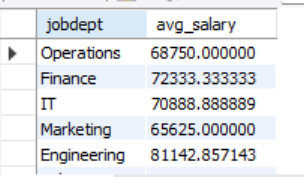 jobdept avg_salary
Operations 68750.000000
Finance 72333.333333
IT 70888.888889
Marketing 65625.000000
Engineering 81142.857143